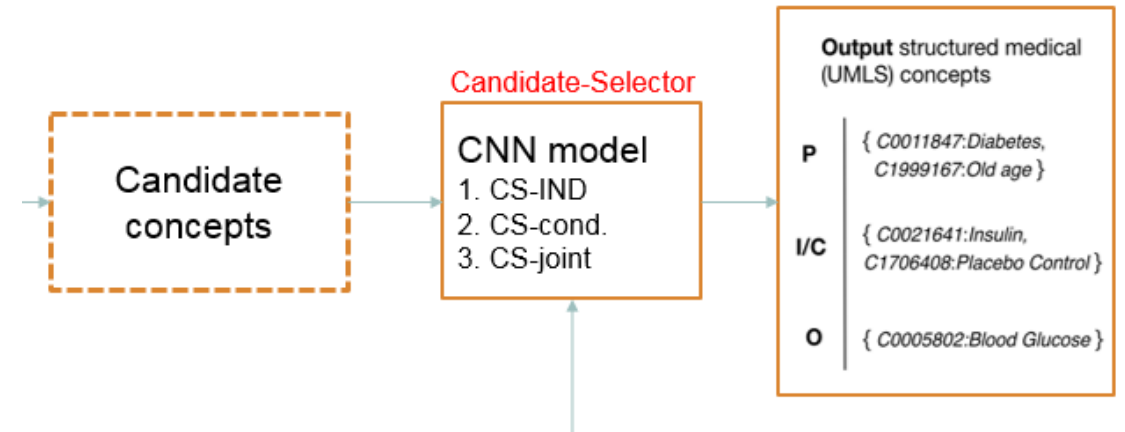 Candidate
concepts
Candidate-Selector
CNN model
1. CS-IND
2. CS-cond.
3. CS-joint
Output structured medical
(UMLS) concepts
P
{ C0011847:Diabetes,
C1999167:Old age }
I/C
{ C0021641:Insulin,
C1706408:Placebo Control }
O
{ C0005802:Blood Glucose }